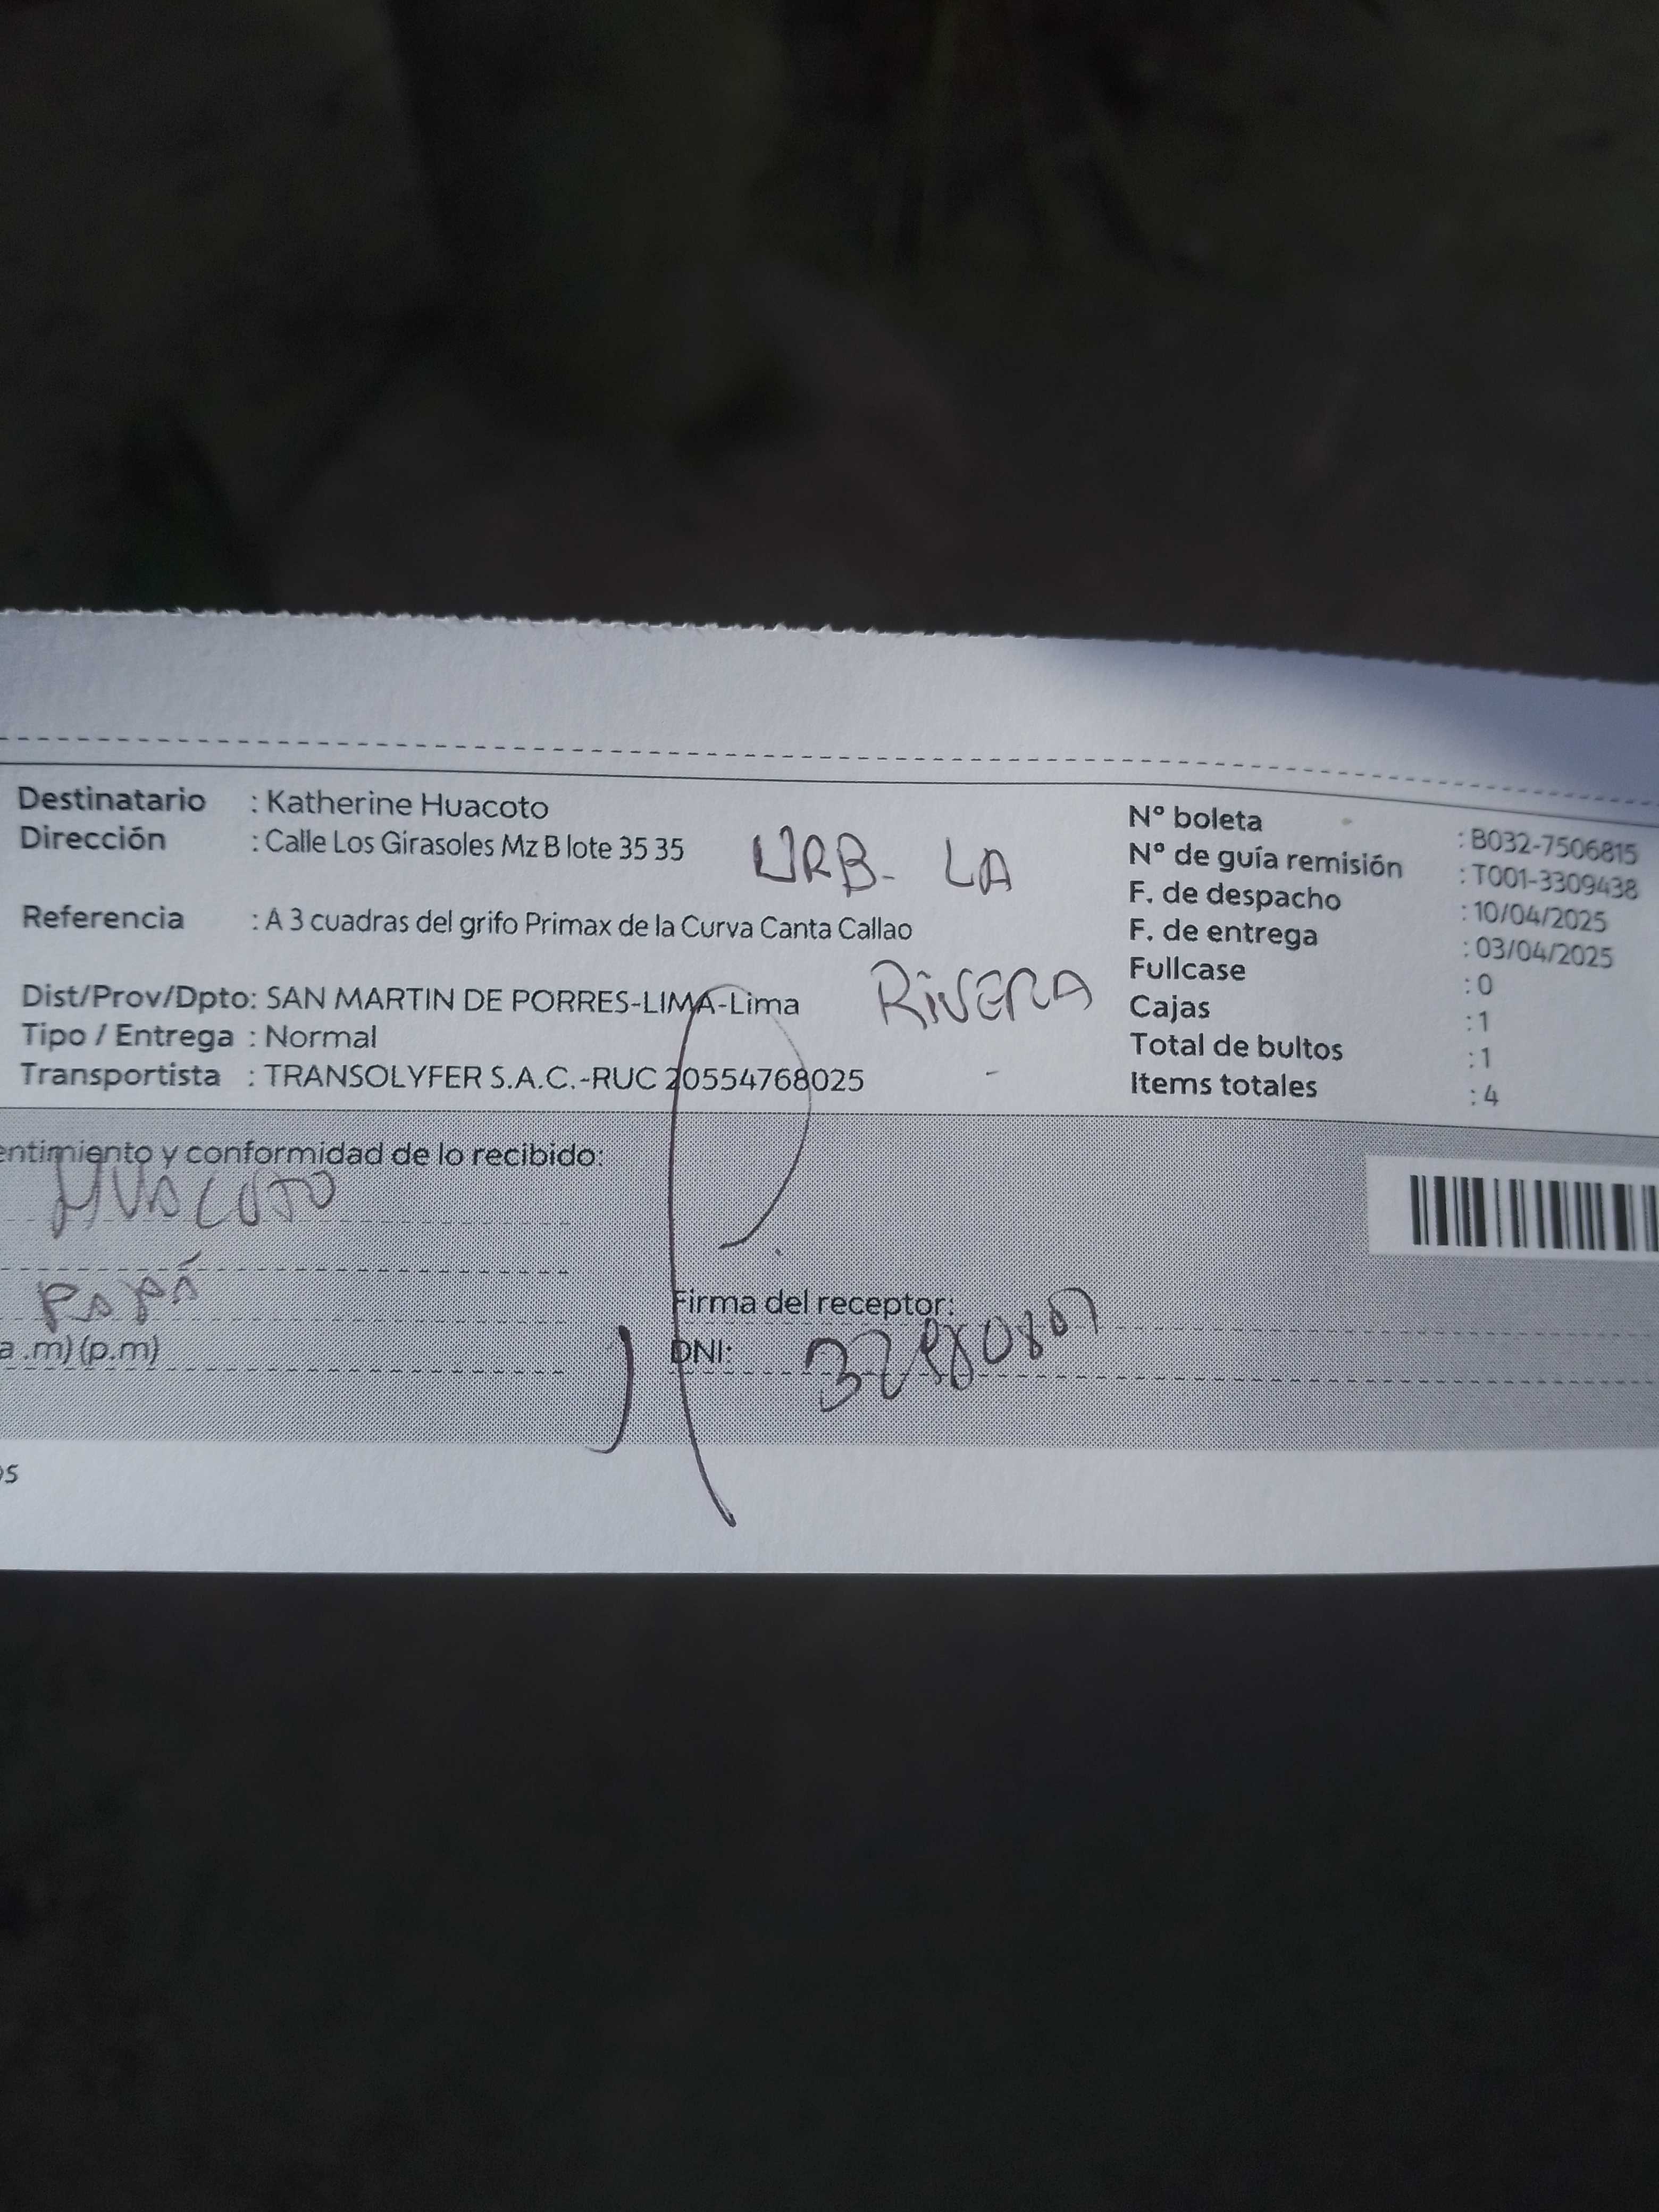 Destinatario : Katherine Huacoto
Dirección : Calle Los Girasoles Mz B lote 35 35
URB- LA
Referencia : A 3 cuadras del grifo Primax de la Curva Canta Callao
RIVERA
Dist/Prov/Dpto: SAN MARTIN DE PORRES-LIMA-Lima
Tipo / Entrega : Normal
Transportista : TRANSOLYFER S.A.C.-RUC 20554768025
N° boleta : B032-7506815
N° de guía remisión : T001-3309438
F. de despacho : 10/04/2025
F. de entrega : 03/04/2025
Fullcase : 0
Cajas : 1
Total de bultos : 1
Items totales : 4
entimiento y conformidad de lo recibido:
HUACOTO
Papá
a .m) (p.m)
Firma del receptor:
DNI:
os